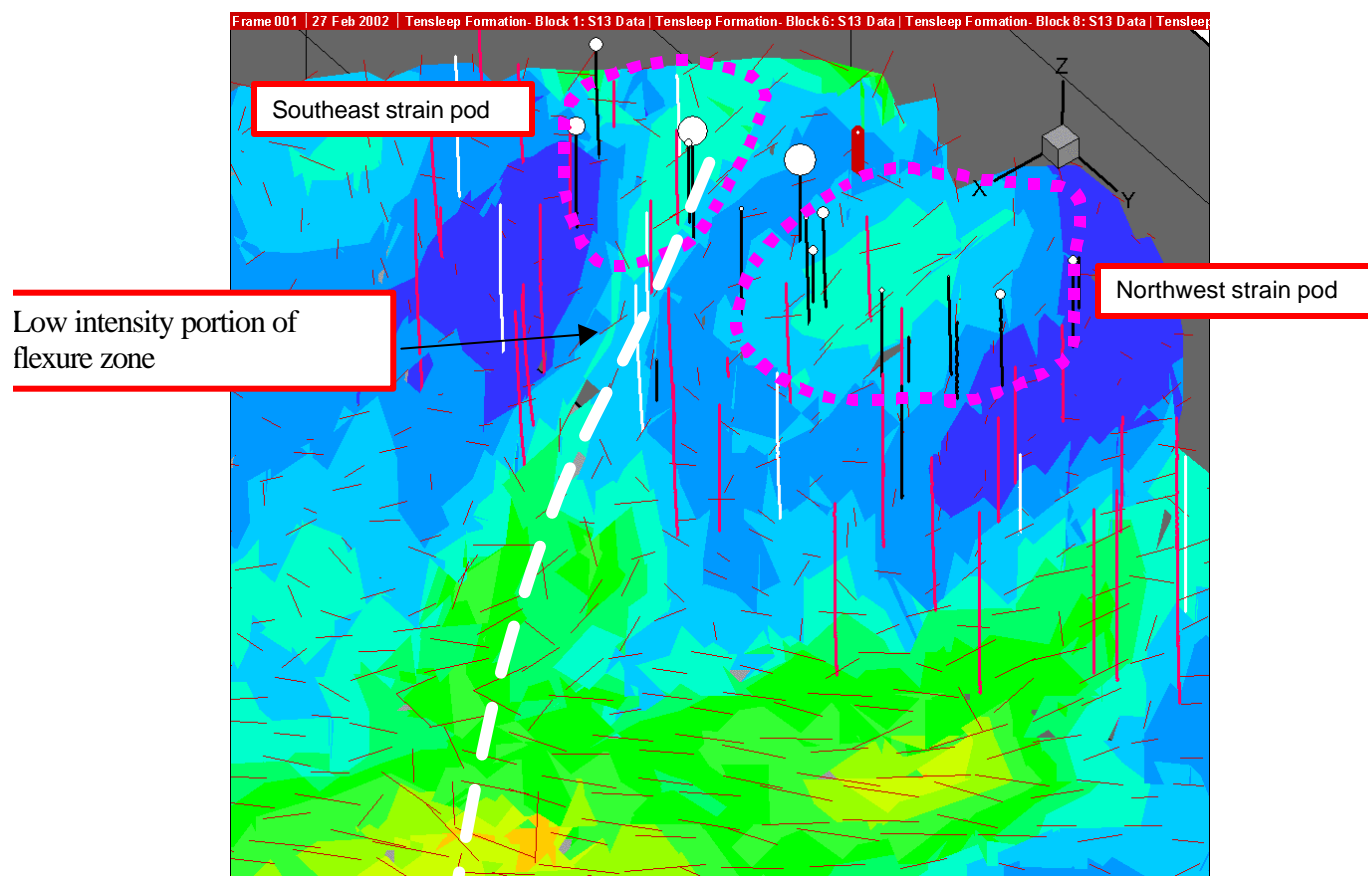 Frame 001 | 27 Feb 2002 | Tensleep Formation- Block 1: S13 Data | Tensleep Formation- Block 6: S13 Data | Tensleep Formation- Block 8: S13 Data | Tensleep
Southeast strain pod
Z
X
Y
Northwest strain pod
Low intensity portion of
flexure zone